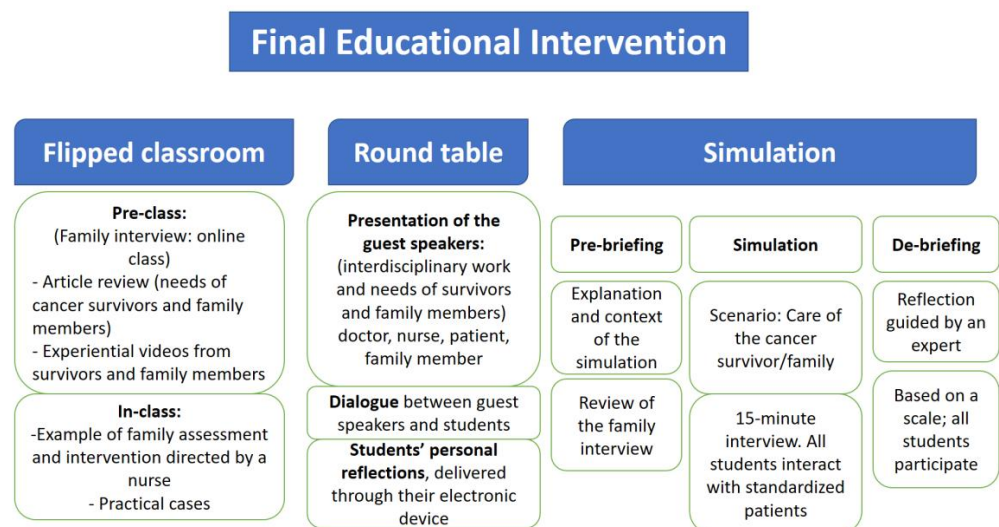 Final Educational Intervention
Flipped classroom
Pre-class:
(Family interview: online
class)
- Article review (needs of
cancer survivors and family
members)
- Experiential videos from
survivors and family members
In-class:
-Example of family assessment
and intervention directed by a
nurse
- Practical cases
Round table
Presentation of the
guest speakers:
(interdisciplinary work
and needs of survivors
and family members)
doctor, nurse, patient,
family member
Dialogue between guest
speakers and students
Students’ personal
reflections, delivered
through their electronic
device
Simulation
Pre-briefing
Explanation
and context
of the
simulation
Review of
the family
interview
Simulation
Scenario: Care of
the cancer
survivor/family
15-minute
interview. All
students interact
with standardized
patients
De-briefing
Reflection
guided by an
expert
Based on a
scale; all
students
participate